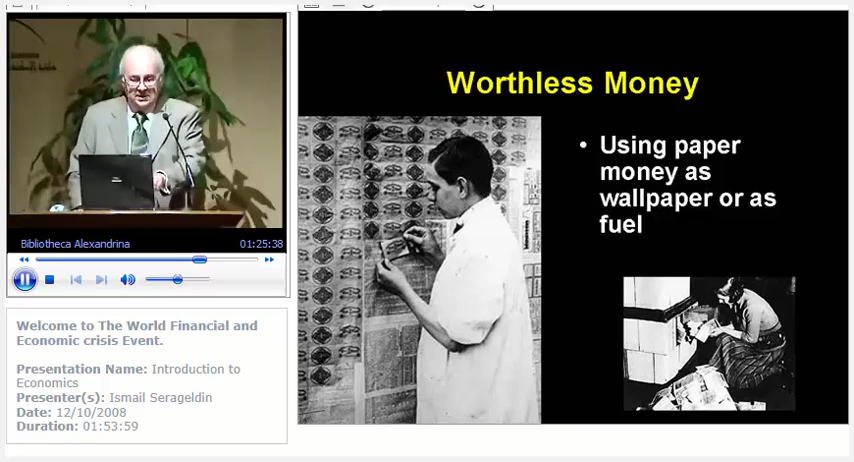 Bibliotheca Alexandrina
01:25:38
Welcome to The World Financial and
Economic crisis Event.
Presentation Name: Introduction to
Economics
Presenter(s): Ismail Serageldin
Date: 12/10/2008
Duration: 01:53:59
Worthless Money
• Using paper
money as
wallpaper or as
fuel